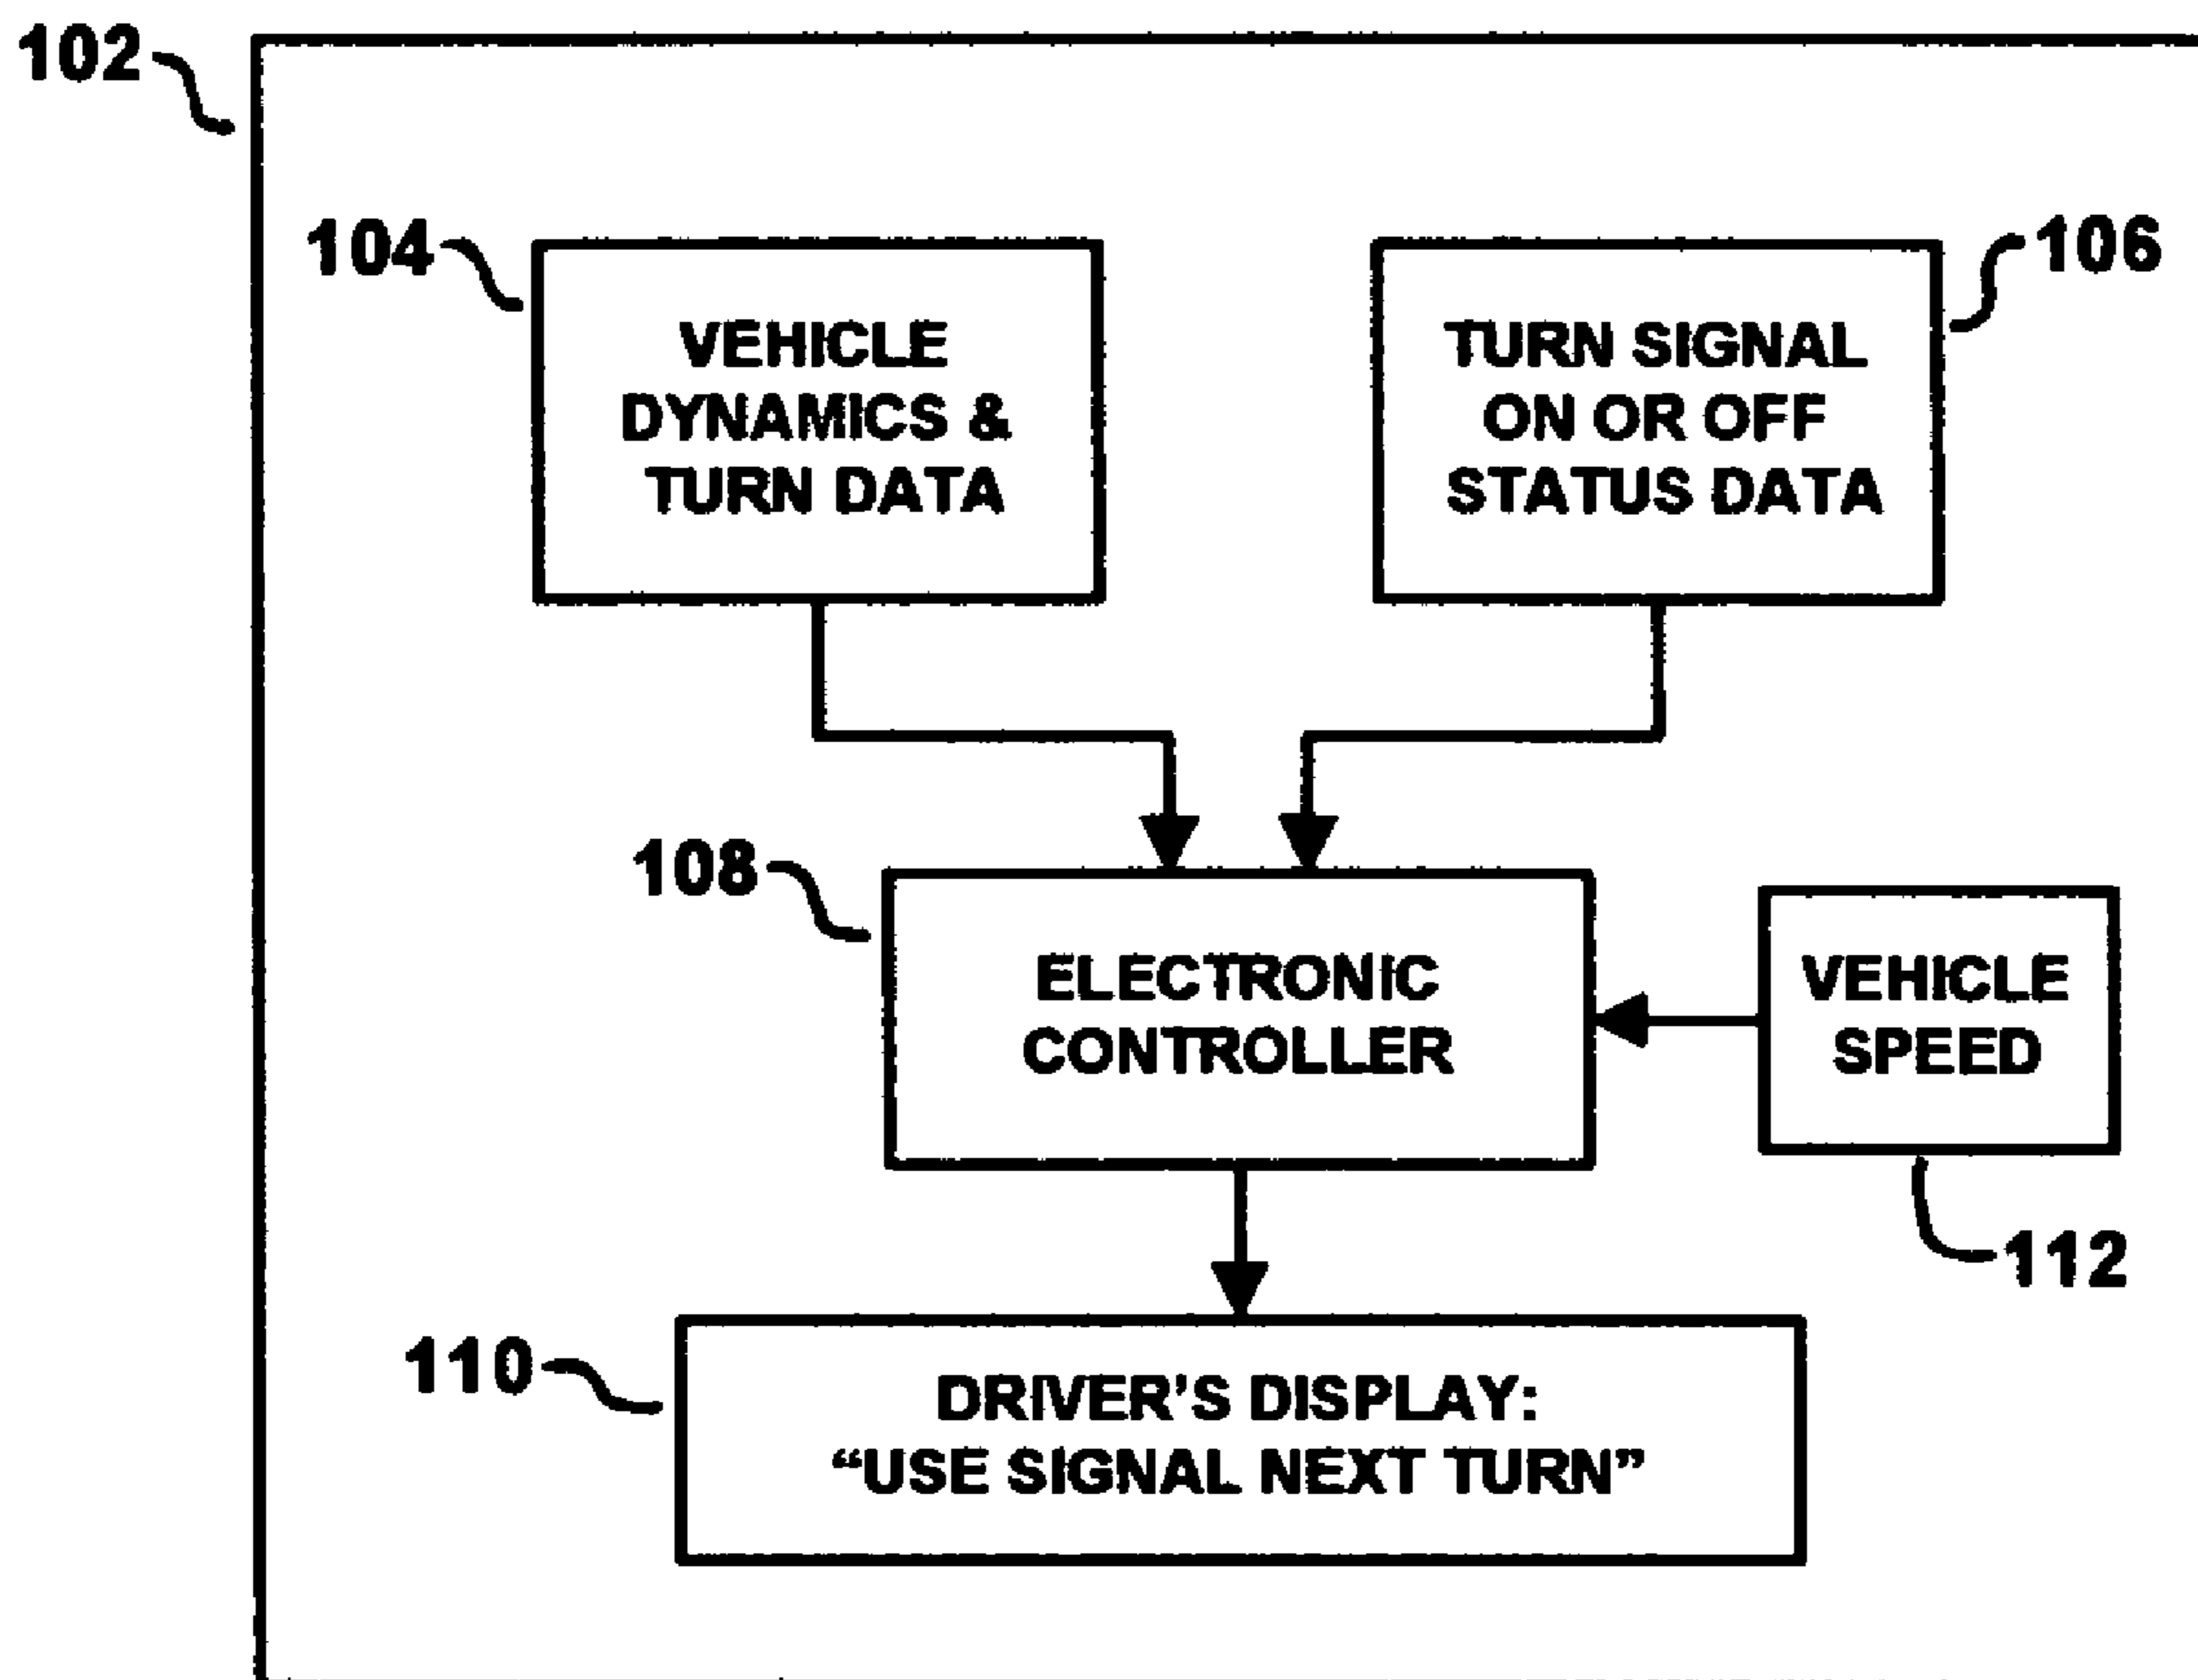 102
104
VEHICLE
DYNAMICS &
TURN DATA
TURN SIGNAL
ON OR OFF
STATUS DATA
106
108
ELECTRONIC
CONTROLLER
VEHICLE
SPEED
112
110
DRIVER'S DISPLAY:
“USE SIGNAL NEXT TURN”